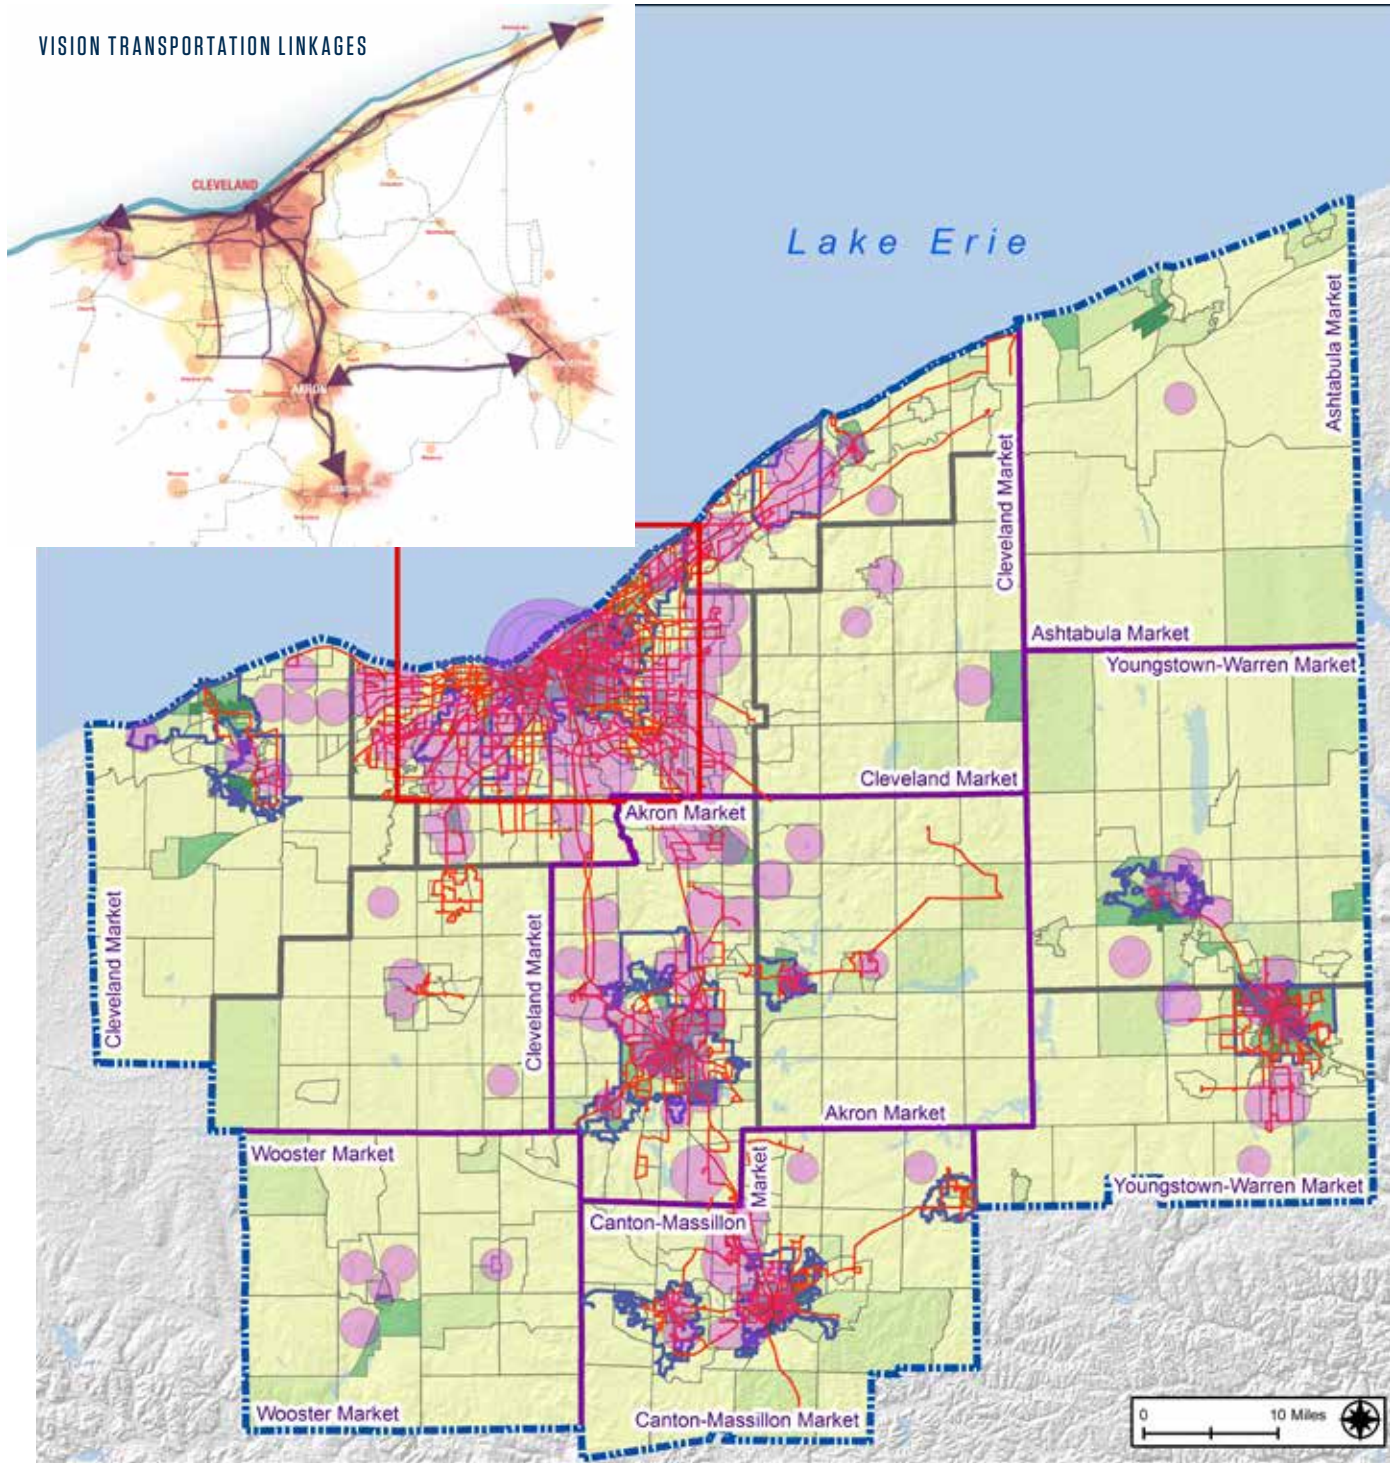 VISION TRANSPORTATION LINKAGES
CLEVELAND
AKRON
Lake Erie
Ashtabula Market
Ashtabula Market
Cleveland Market
Ashtabula Market
Youngstown-Warren Market
Cleveland Market
Akron Market
Cleveland Market
Cleveland Market
Akron Market
Wooster Market
Market
Youngstown-Warren Market
Canton-Massillon
Wooster Market
Canton-Massillon Market
0 10 Miles